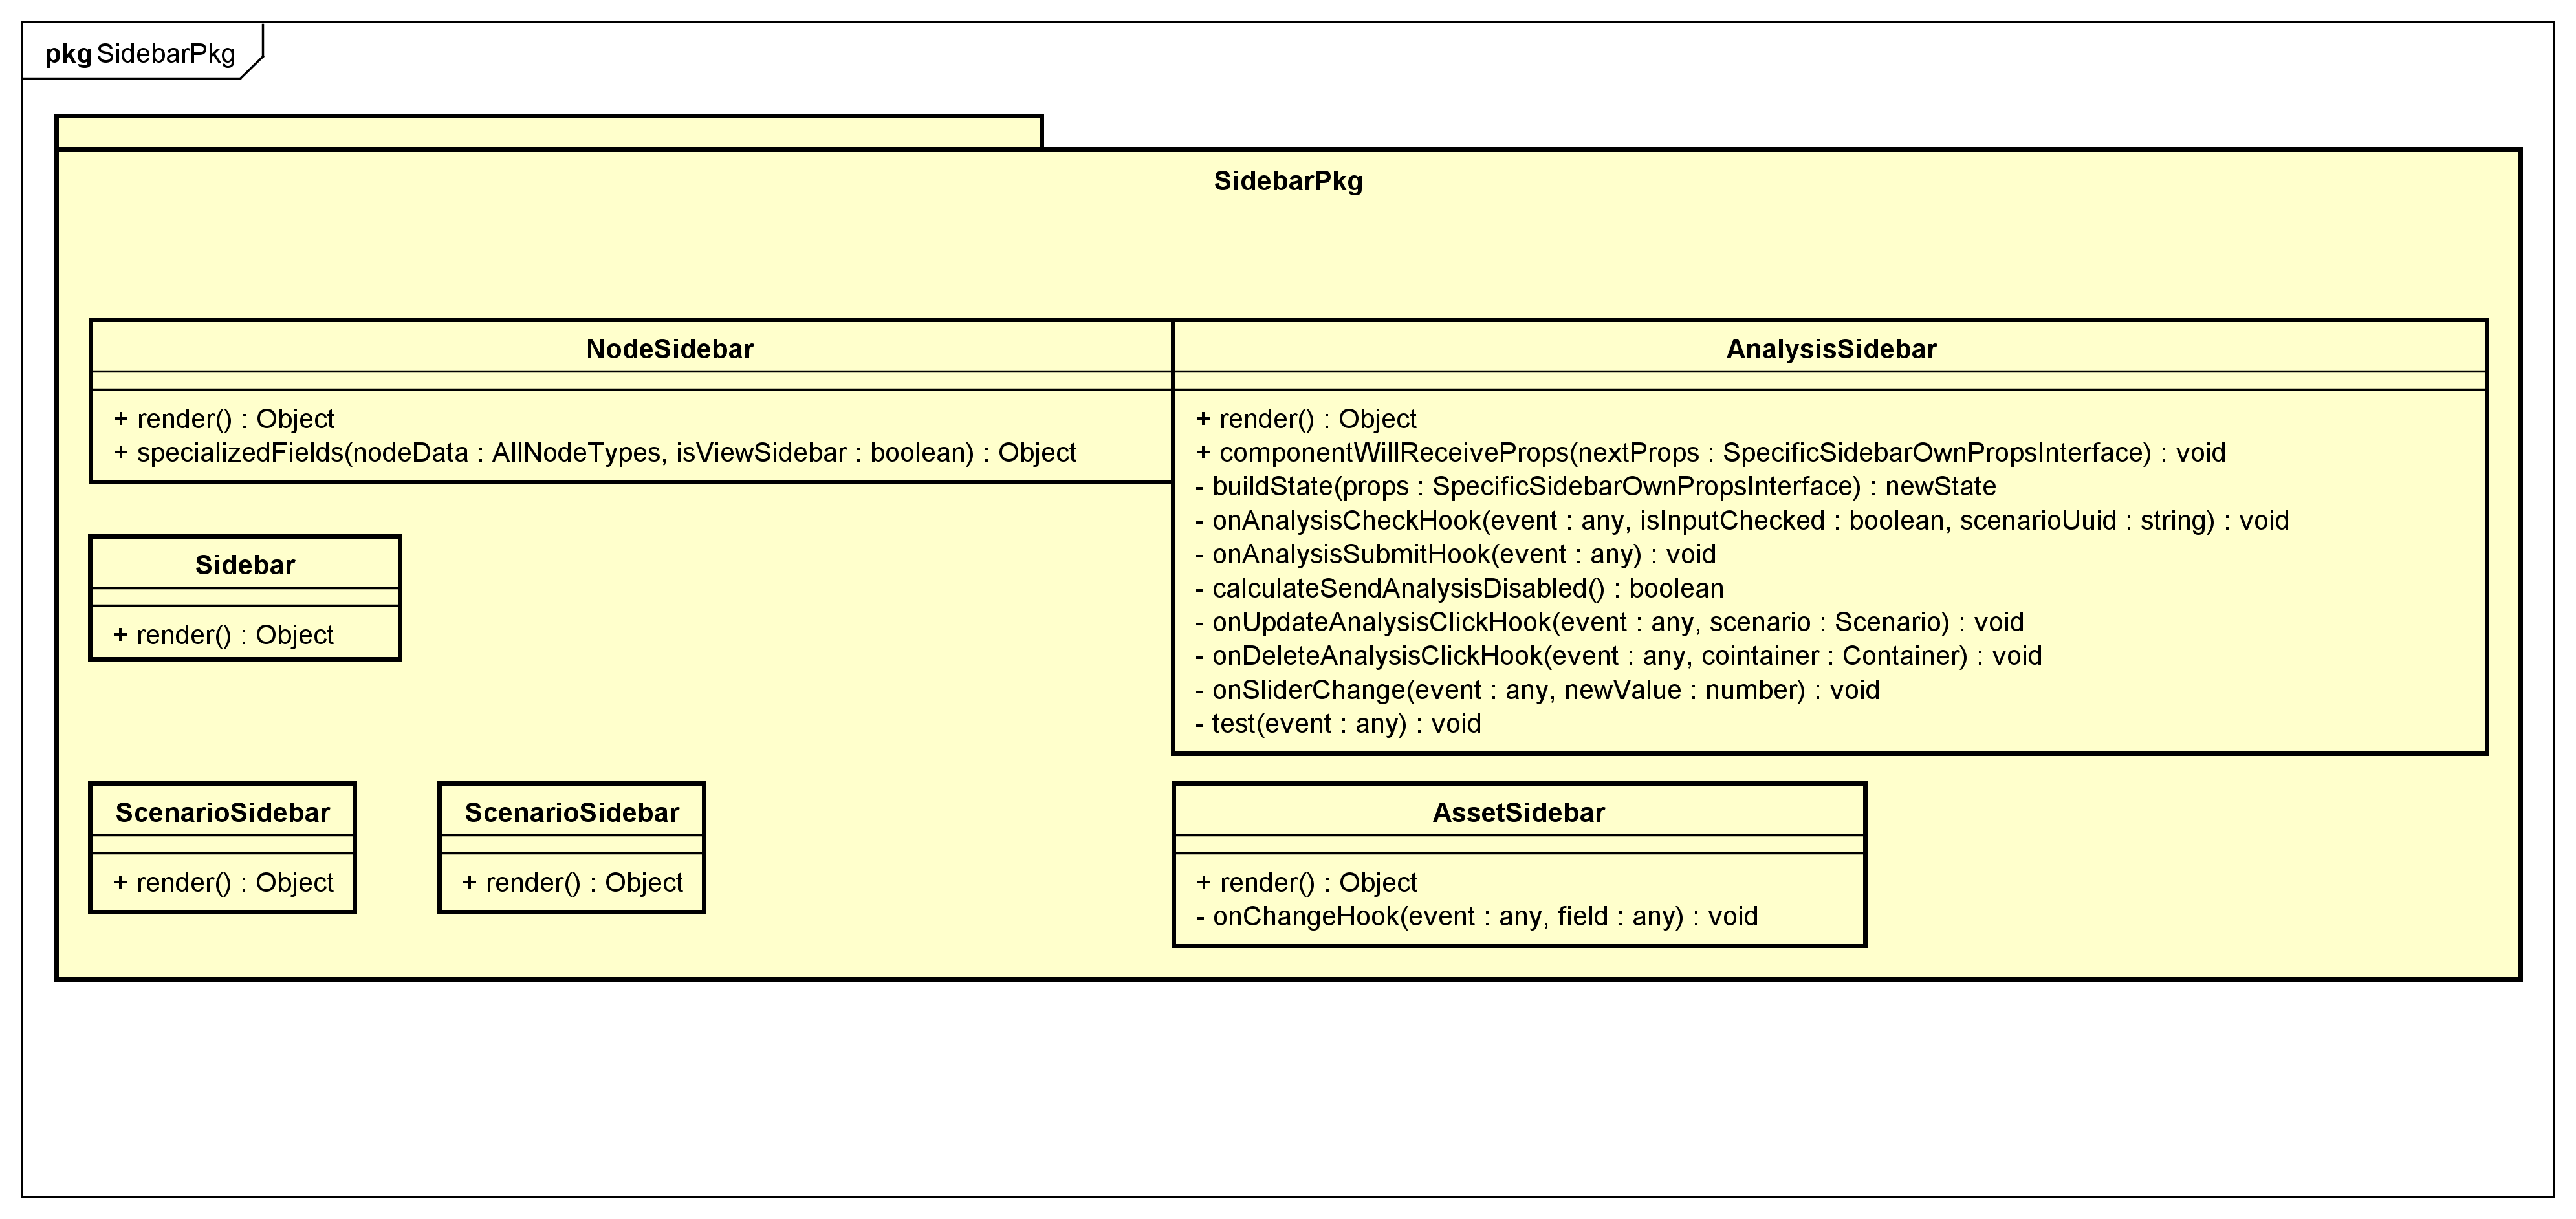 pkg SidebarPkg
SidebarPkg
NodeSidebar
+ render() : Object
+ specializedFields(nodeData : AllNodeTypes, isViewSidebar : boolean) : Object
AnalysisSidebar
+ render() : Object
+ componentWillReceiveProps(nextProps : SpecificSidebarOwnPropsInterface) : void
- buildState(props : SpecificSidebarOwnPropsInterface) : newState
- onAnalysisCheckHook(event : any, isInputChecked : boolean, scenarioUuid : string) : void
- onAnalysisSubmitHook(event : any) : void
- calculateSendAnalysisDisabled() : boolean
- onUpdateAnalysisClickHook(event : any, scenario : Scenario) : void
- onDeleteAnalysisClickHook(event : any, cointainer : Container) : void
- onSliderChange(event : any, newValue : number) : void
- test(event : any) : void
Sidebar
+ render() : Object
ScenarioSidebar
+ render() : Object
ScenarioSidebar
+ render() : Object
AssetSidebar
+ render() : Object
- onChangeHook(event : any, field : any) : void